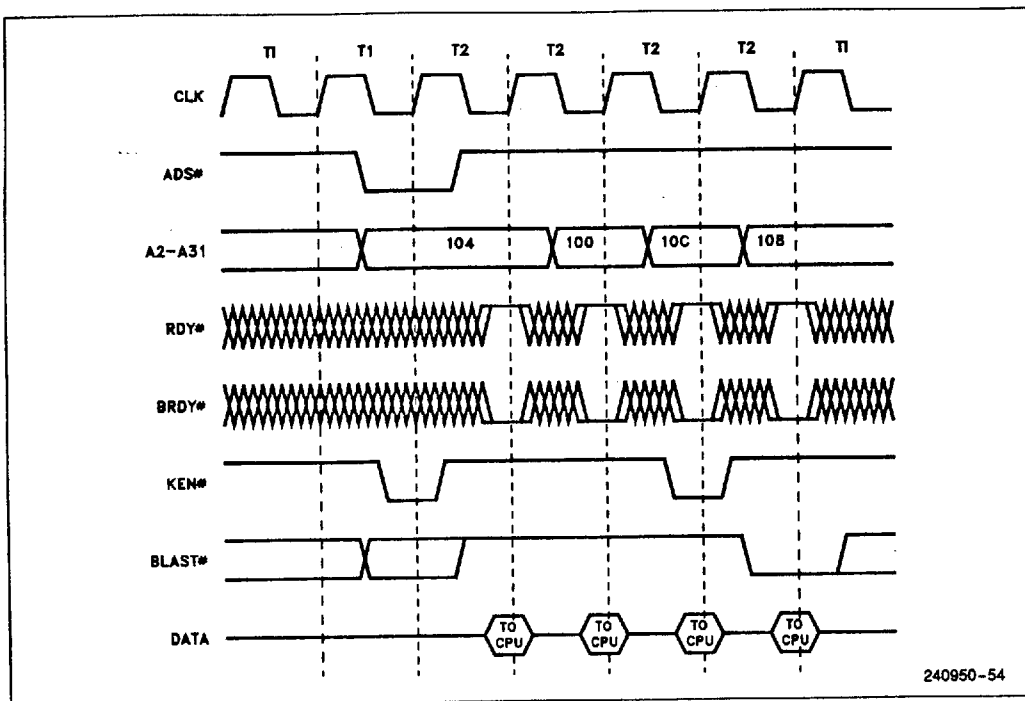 TI T1 T2 T2 T2 T2 TI
CLK
ADS#
A2-A31 104 100 10C 108
RDY#
BRDY#
KEN#
BLAST#
DATA TO CPU TO CPU TO CPU TO CPU
240950-54